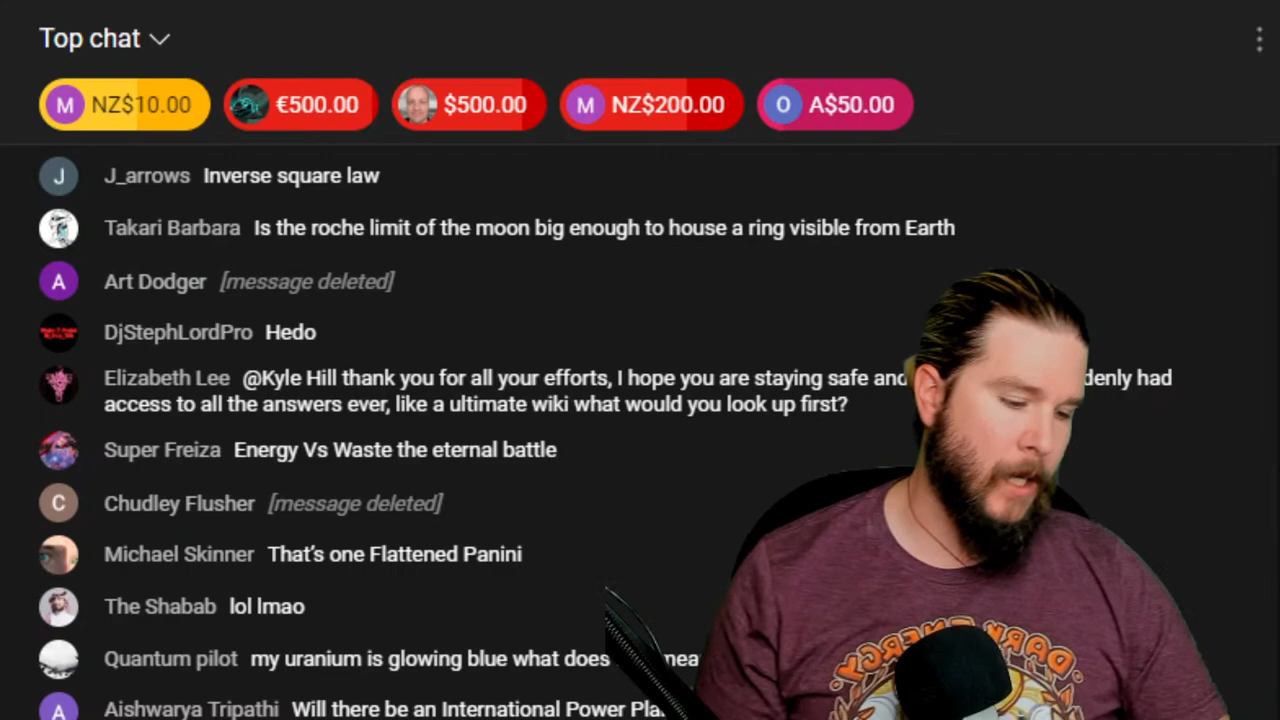 Top chat
M NZ$10.00 €500.00 $500.00 M NZ$200.00 O A$50.00
J J_arrows Inverse square law
Takari Barbara Is the roche limit of the moon big enough to house a ring visible from Earth
A Art Dodger [message deleted]
DjStephLordPro Hedo
Elizabeth Lee @Kyle Hill thank you for all your efforts, I hope you are staying safe and
access to all the answers ever, like a ultimate wiki what would you look up first? had
Super Freiza Energy Vs Waste the eternal battle
C Chudley Flusher [message deleted]
Michael Skinner That's one Flattened Panini
The Shabab lol lmao
Quantum pilot my uranium is glowing blue what does
A Aishwarya Tripathi Will there be an International Power
DARK ENERGY